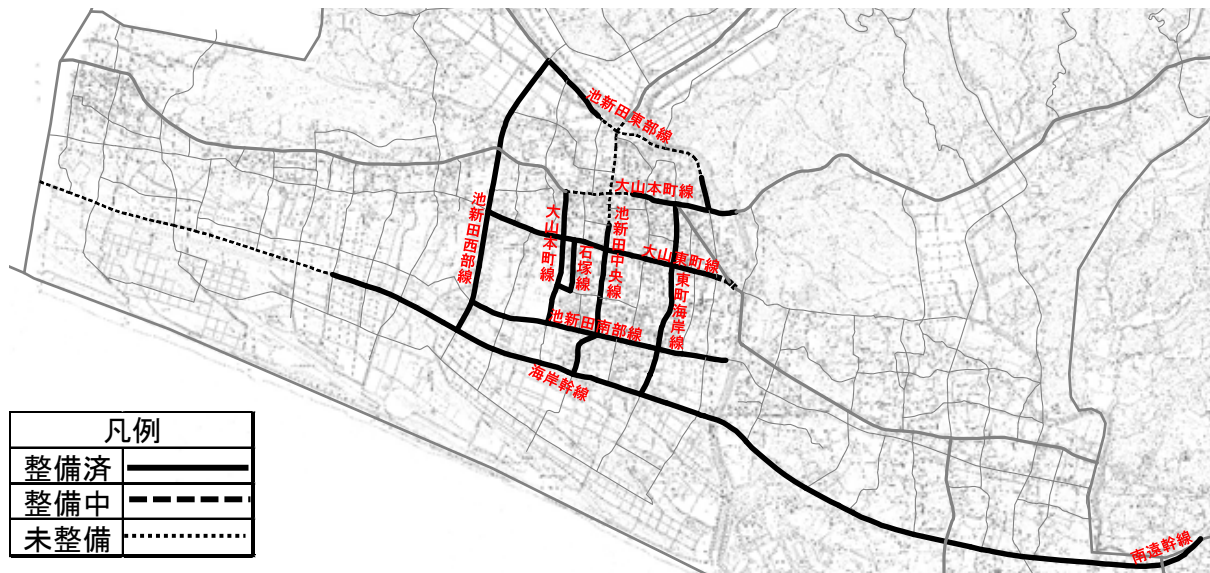 池新田東部線
大山本町線
池新田西部線
大山本町線
石塚線
池新田中央線
大山東町線
東町海岸線
池新田南部線
海岸幹線
南遠幹線
凡例
整備済
整備中
未整備